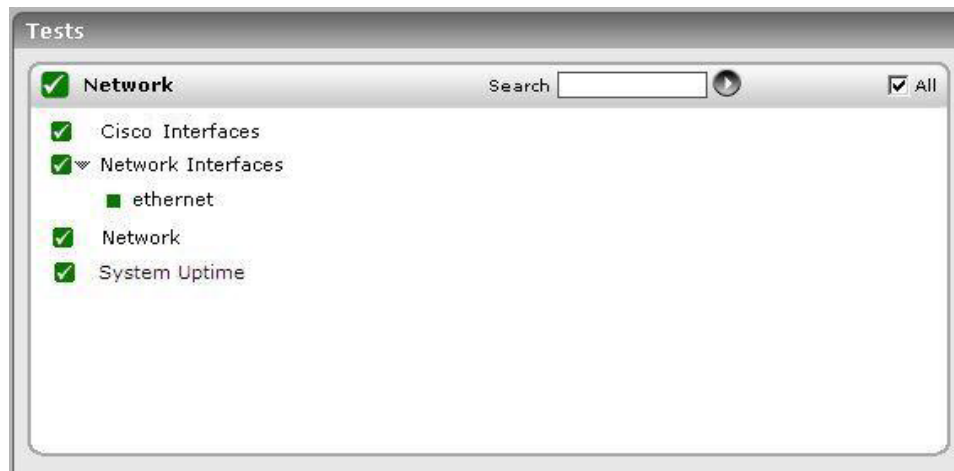 Tests
Network Search All
Cisco Interfaces
Network Interfaces
ethernet
Network
System Uptime